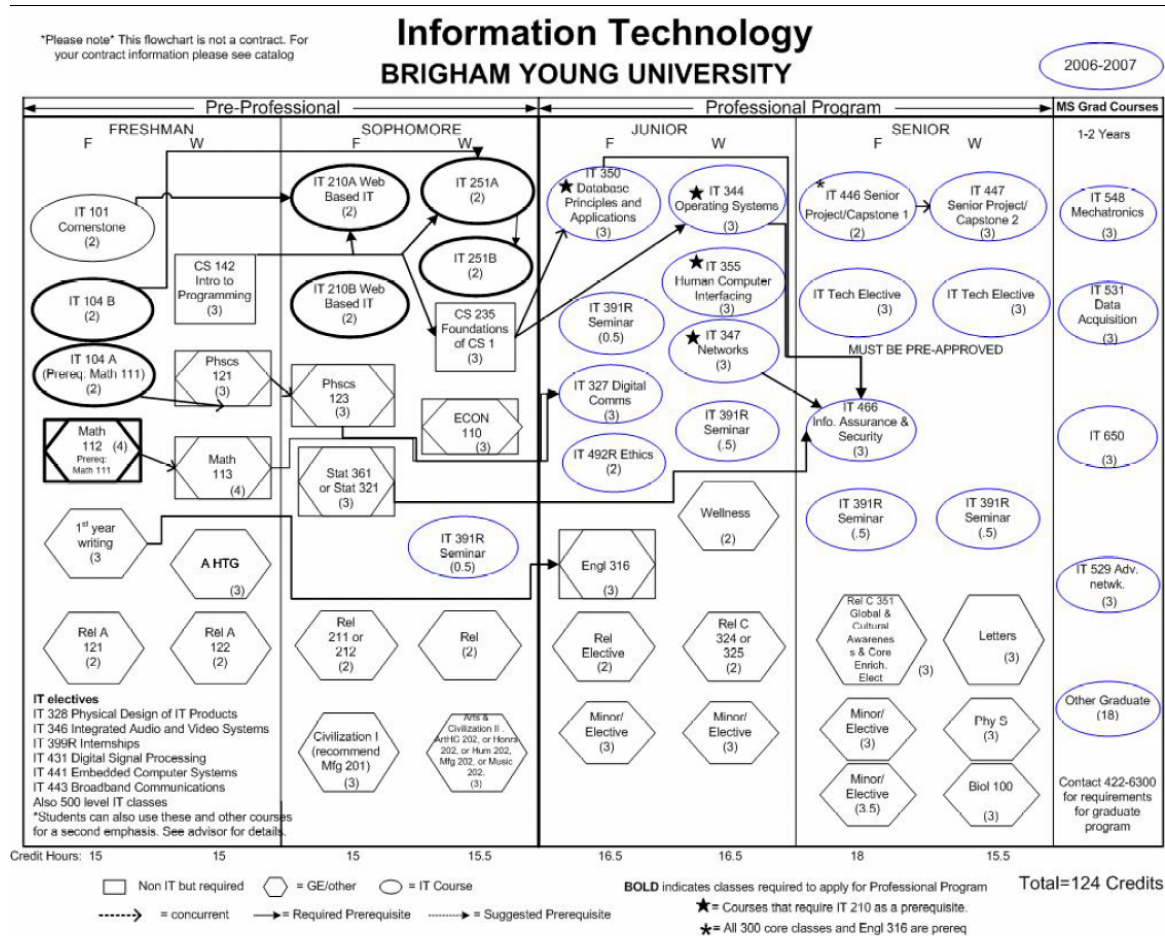 *Please note* This flowchart is not a contract. For
your contract information please see catalog
Information Technology
BRIGHAM YOUNG UNIVERSITY
2006-2007
Pre-Professional
Professional Program
MS Grad Courses
FRESHMAN
F
W
SOPHOMORE
F
W
JUNIOR
F
W
SENIOR
F
W
1-2 Years
IT 101
Cornerstone
(2)
IT 104 B
(2)
IT 104 A
(Prereq: Math 111)
(2)
Math
112 (4)
Prereq:
Math 111
1st year
writing
(3
Rel A
121
(2)
CS 142
Intro to
Programming
(3)
Phscs
121
(3)
Math
113
(4)
A HTG
(3)
Rel A
122
(2)
IT 210A Web
Based IT
(2)
IT 210B Web
Based IT
(2)
Phscs
123
(3)
Stat 361
or Stat 321
(3)
Rel
211 or
212
(2)
Civilization I
(recommend
Mfg 201)
(3)
IT 251A
(2)
IT 251B
(2)
CS 235
Foundations
of CS 1
(3)
ECON
110
(3)
IT 391R
Seminar
(0.5)
Rel
(2)
Arts &
Civilization II .
ArtHC 202, or Honrs
202, or Hum 202,
Mfg 202, or Music
202.
(3)
IT 350
Database
Principles and
Applications
(3)
IT 391R
Seminar
(0.5)
IT 327 Digital
Comms
(3)
IT 492R Ethics
(2)
Engl 316
(3)
Rel
Elective
(2)
Minor/
Elective
(3)
IT 344
Operating Systems
(3)
IT 355
Human Computer
Interfacing
(3)
IT 347
Networks
(3)
IT 391R
Seminar
(.5)
Wellness
(2)
Rel C
324 or
325
(2)
Minor/
Elective
(3)
* IT 446 Senior
Project/Capstone 1
(2)
IT Tech Elective
(3)
MUST BE PRE-APPROVED
IT 466
Info. Assurance &
Security
(3)
IT 391R
Seminar
(.5)
Rel C 351
Global &
Cultural
Awarenes
s & Core
Enrich.
Elect
(3)
Minor/
Elective
(3)
Minor/
Elective
(3.5)
IT 447
Senior Project/
Capstone 2
(3)
IT Tech Elective
(3)
IT 391R
Seminar
(.5)
Letters
(3)
Phy S
(3)
Biol 100
(3)
IT 548
Mechatronics
(3)
IT 531
Data
Acquisition
(3)
IT 650
(3)
IT 529 Adv.
netwk.
(3)
Other Graduate
(18)
Contact 422-6300
for requirements
for graduate
program
IT electives
IT 328 Physical Design of IT Products
IT 346 Integrated Audio and Video Systems
IT 399R Internships
IT 431 Digital Signal Processing
IT 441 Embedded Computer Systems
IT 443 Broadband Communications
Also 500 level IT classes
*Students can also use these and other courses
for a second emphasis. See advisor for details.
Credit Hours: 15 15 15 15.5 16.5 16.5 18 15.5
Non IT but required
= GE/other
= IT Course
= concurrent
= Required Prerequisite
= Suggested Prerequisite
BOLD indicates classes required to apply for Professional Program
★= Courses that require IT 210 as a prerequisite.
*= All 300 core classes and Engl 316 are prereq
Total=124 Credits